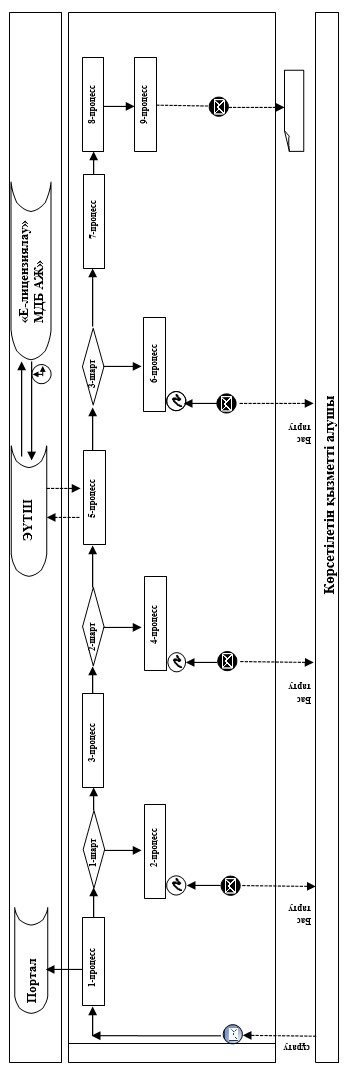 Портал
ЭҮТШ
«Е-лицензиялау»
МДБ АЖ»
1-процесс
1-шарт
3-процесс
2-шарт
5-процесс
3-шарт
7-процесс
8-процесс
9-процесс
2-процесс
4-процесс
6-процесс
сұрату
Бас
тарту
Бас
тарту
Бас
тарту
Көрсетілетін қызметті алушы